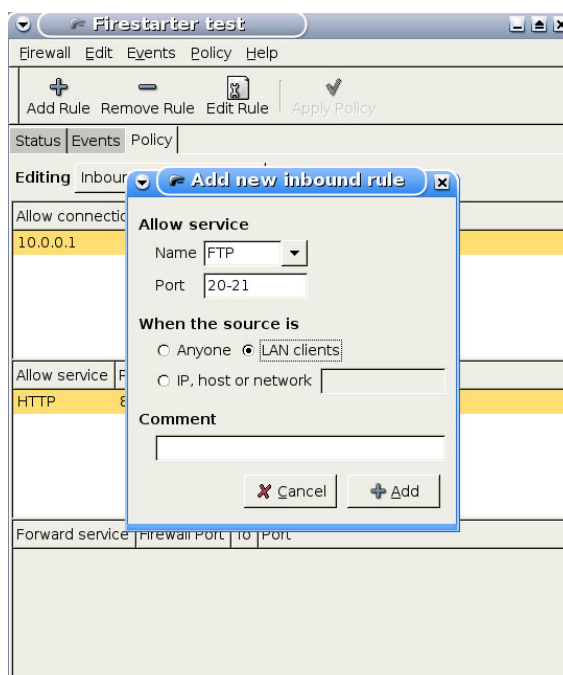 Firestarter test
Firewall Edit Events Policy Help
Add Rule Remove Rule Edit Rule Apply Policy
Status Events Policy
Editing Inbour
Add new inbound rule
Allow connectio
10.0.0.1
Allow service
Name FTP
Port 20-21
When the source is
Anyone LAN clients
IP, host or network
Comment
Cancel Add
Allow service
HTTP
Forward service Firewall Port To Port